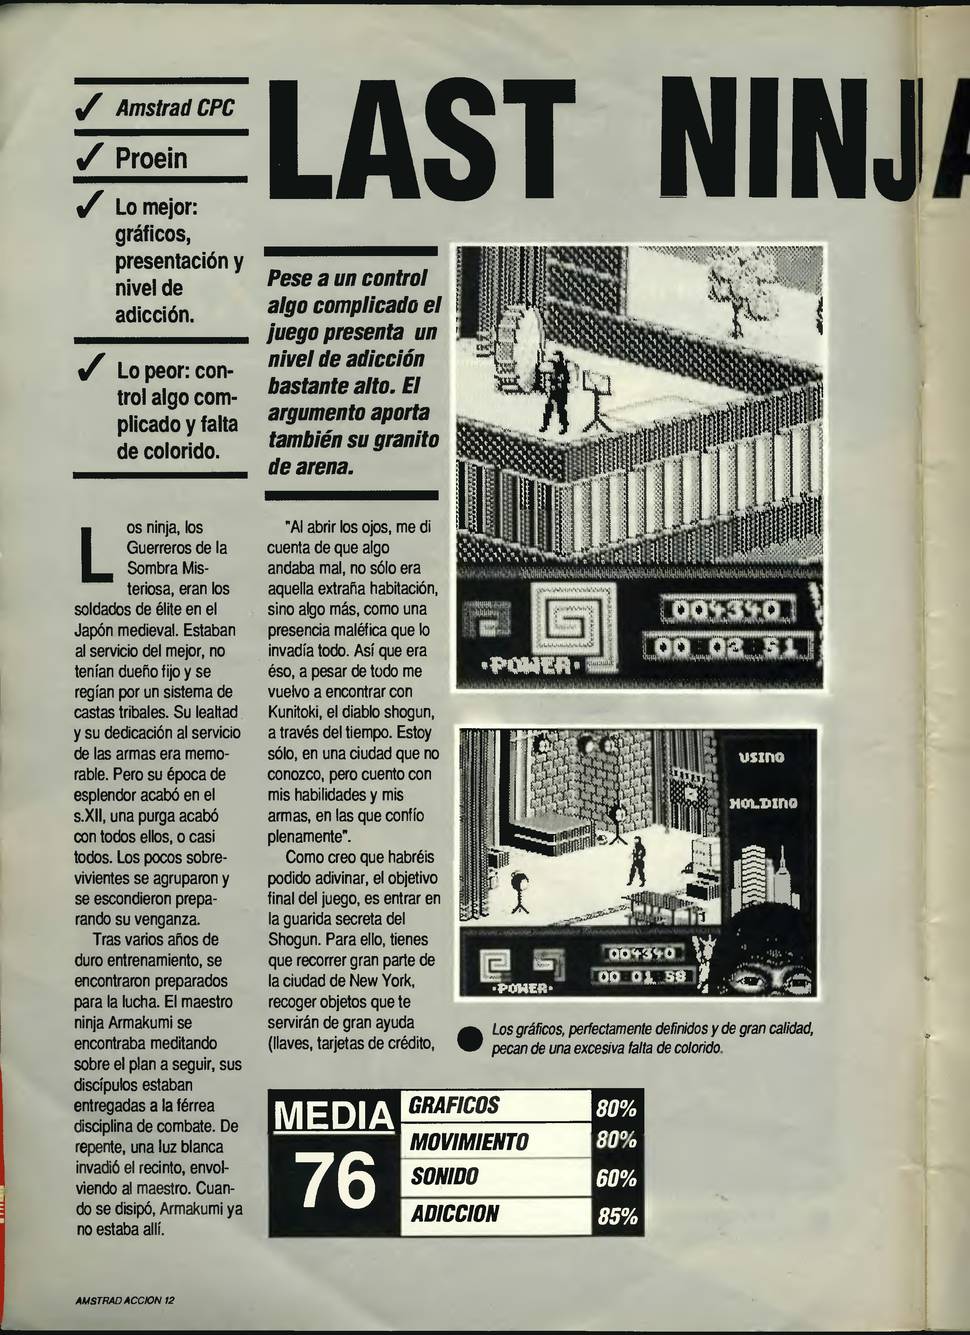 LAST NINJA
Amstrad CPC
Proein
Lo mejor:
gráficos,
presentación y
nivel de
adicción.
Lo peor: con-
trol algo com-
plicado y falta
de colorido.
Pese a un control
algo complicado el
juego presenta un
nivel de adicción
bastante alto. El
argumento aporta
también su granito
de arena.
Los ninja, los
Guerreros de la
Sombra Mis-
teriosa, eran los
soldados de élite en el
Japón medieval. Estaban
al servicio del mejor, no
tenían dueño fijo y se
regían por un sistema de
castas tribales. Su lealtad
y su dedicación al servicio
de las armas era memo-
rable. Pero su época de
esplendor acabó en el
s.XII, una purga acabó
con todos ellos, o casi
todos. Los pocos sobre-
vivientes se agruparon y
se escondieron prepa-
rando su venganza.
Tras varios años de
duro entrenamiento, se
encontraron preparados
para la lucha. El maestro
ninja Armakumi se
encontraba meditando
sobre el plan a seguir, sus
discípulos estaban
entregadas a la férrea
disciplina de combate. De
repente, una luz blanca
invadió el recinto, envol-
viendo al maestro. Cuan-
do se disipó, Armakumi ya
no estaba allí.
"Al abrir los ojos, me di
cuenta de que algo
andaba mal, no sólo era
aquella extraña habitación,
sino algo más, como una
presencia maléfica que lo
invadía todo. Así que era
éso, a pesar de todo me
vuelvo a encontrar con
Kunitoki, el diablo shogun,
a través del tiempo. Estoy
sólo, en una ciudad que no
conozco, pero cuento con
mis habilidades y mis
armas, en las que confío
plenamente".
Como creo que habréis
podido adivinar, el objetivo
final del juego, es entrar en
la guarida secreta del
Shogun. Para ello, tienes
que recorrer gran parte de
la ciudad de New York,
recoger objetos que te
servirán de gran ayuda
(llaves, tarjetas de crédito,
004340
00 02 51
·POWER·
USING
HOLDING
004340
00 01 58
·POWER·
Los gráficos, perfectamente definidos y de gran calidad,
pecan de una excesiva falta de colorido.
MEDIA
76
GRAFICOS 80%
MOVIMIENTO 80%
SONIDO 60%
ADICCION 85%
AMSTRAD ACCION 12